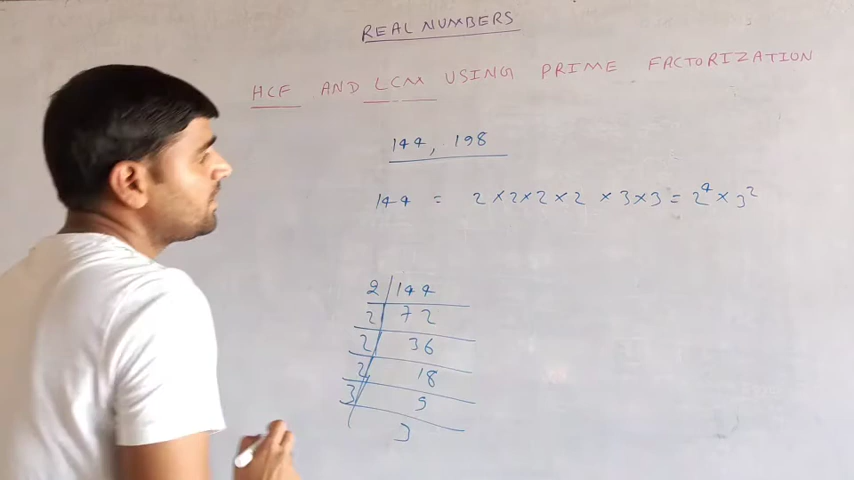 REAL NUMBERS
HCF AND LCM USING PRIME FACTORIZATION
144, 198
144 = 2 × 2 × 2 × 2 × 3 × 3 = 2⁴ × 3²
2 144
2 72
2 36
2 18
3 9
3